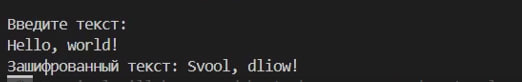 Введите текст:
Hello, world!
Зашифрованный текст: Svool, dliow!